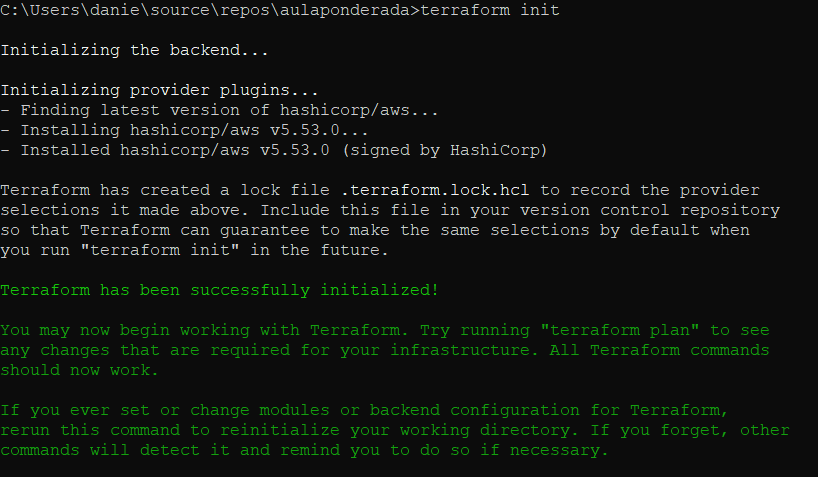 C:\Users\danie\source\repos\aulaponderada>terraform init
Initializing the backend...
Initializing provider plugins...
- Finding latest version of hashicorp/aws...
- Installing hashicorp/aws v5.53.0...
- Installed hashicorp/aws v5.53.0 (signed by HashiCorp)
Terraform has created a lock file .terraform.lock.hcl to record the provider
selections it made above. Include this file in your version control repository
so that Terraform can guarantee to make the same selections by default when
you run "terraform init" in the future.
Terraform has been successfully initialized!
You may now begin working with Terraform. Try running "terraform plan" to see
any changes that are required for your infrastructure. All Terraform commands
should now work.
If you ever set or change modules or backend configuration for Terraform,
rerun this command to reinitialize your working directory. If you forget, other
commands will detect it and remind you to do so if necessary.